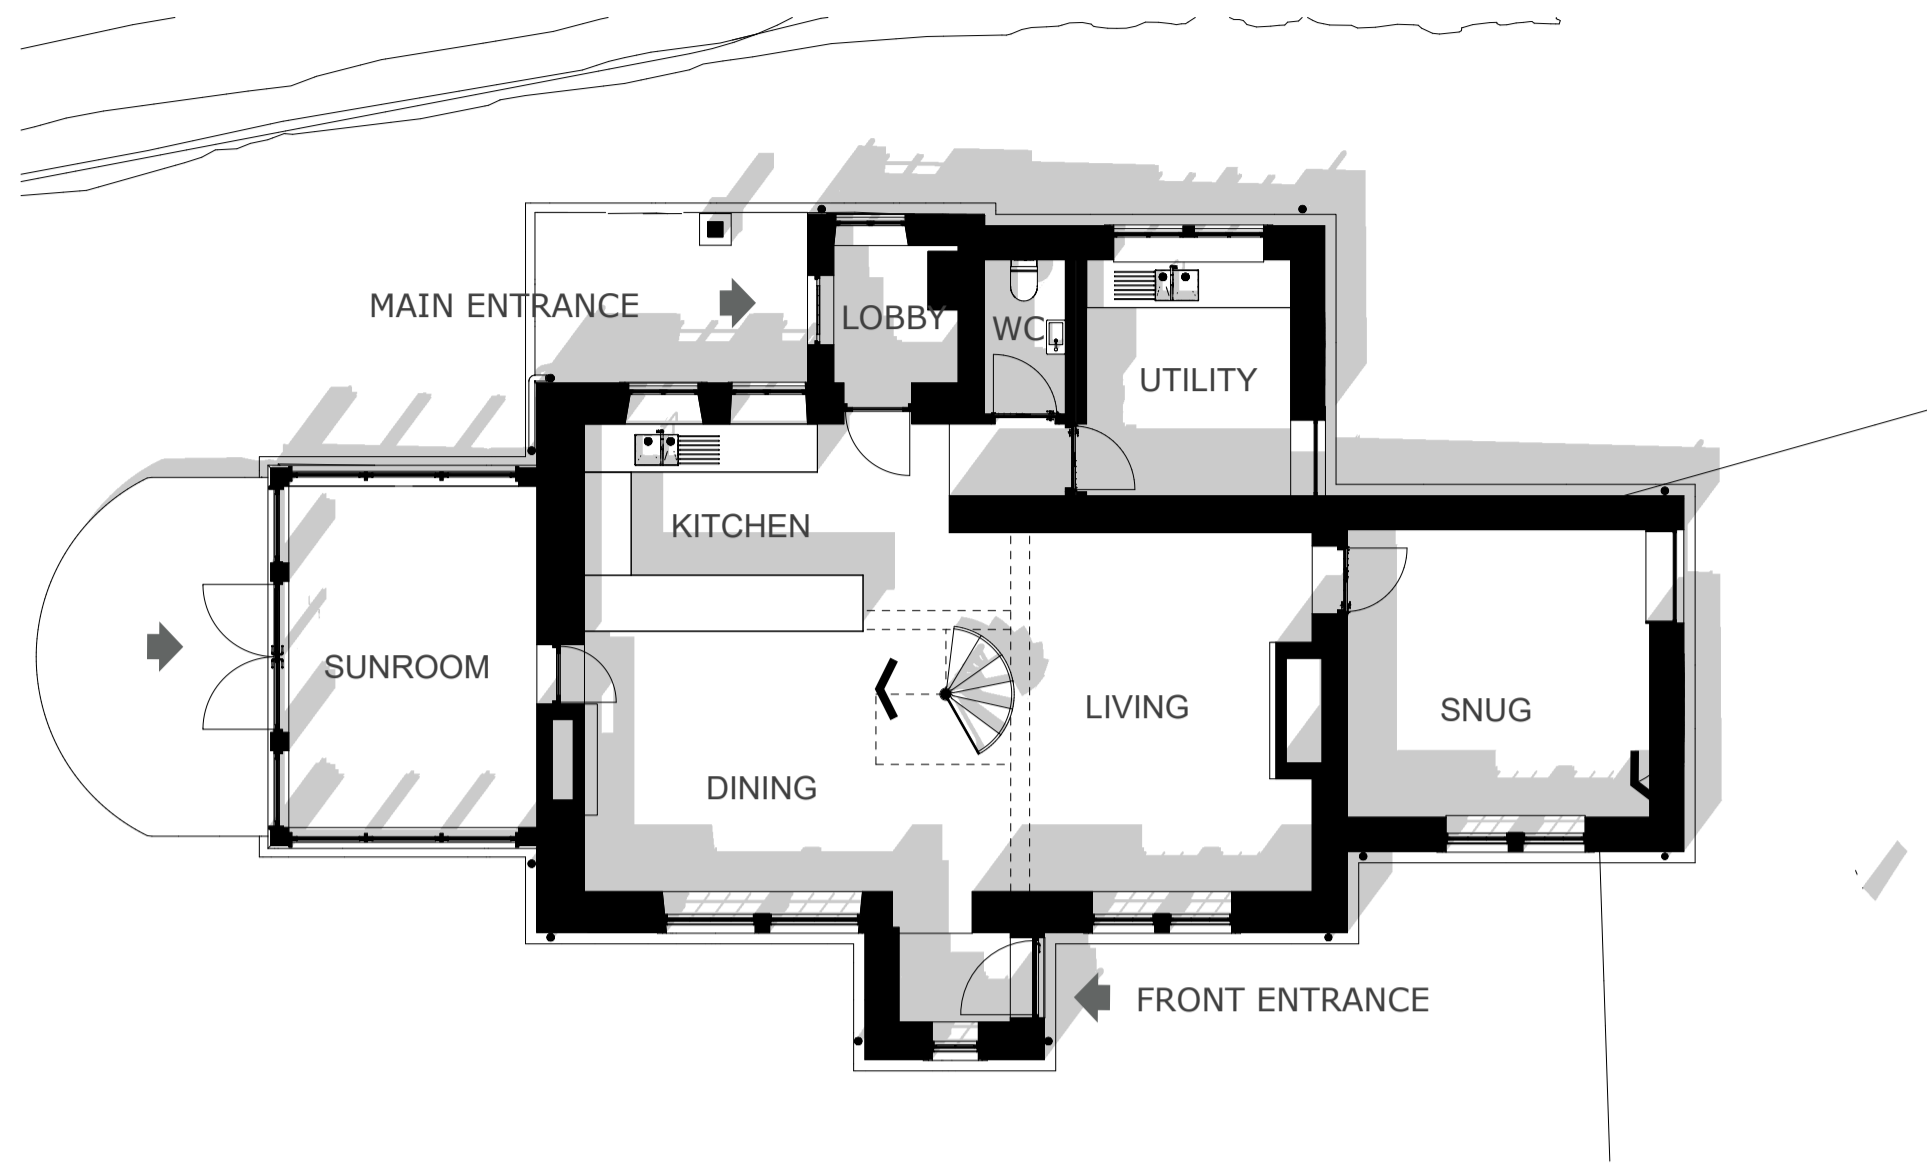 MAIN ENTRANCE
LOBBY
WC
UTILITY
KITCHEN
SUNROOM
LIVING
SNUG
DINING
FRONT ENTRANCE